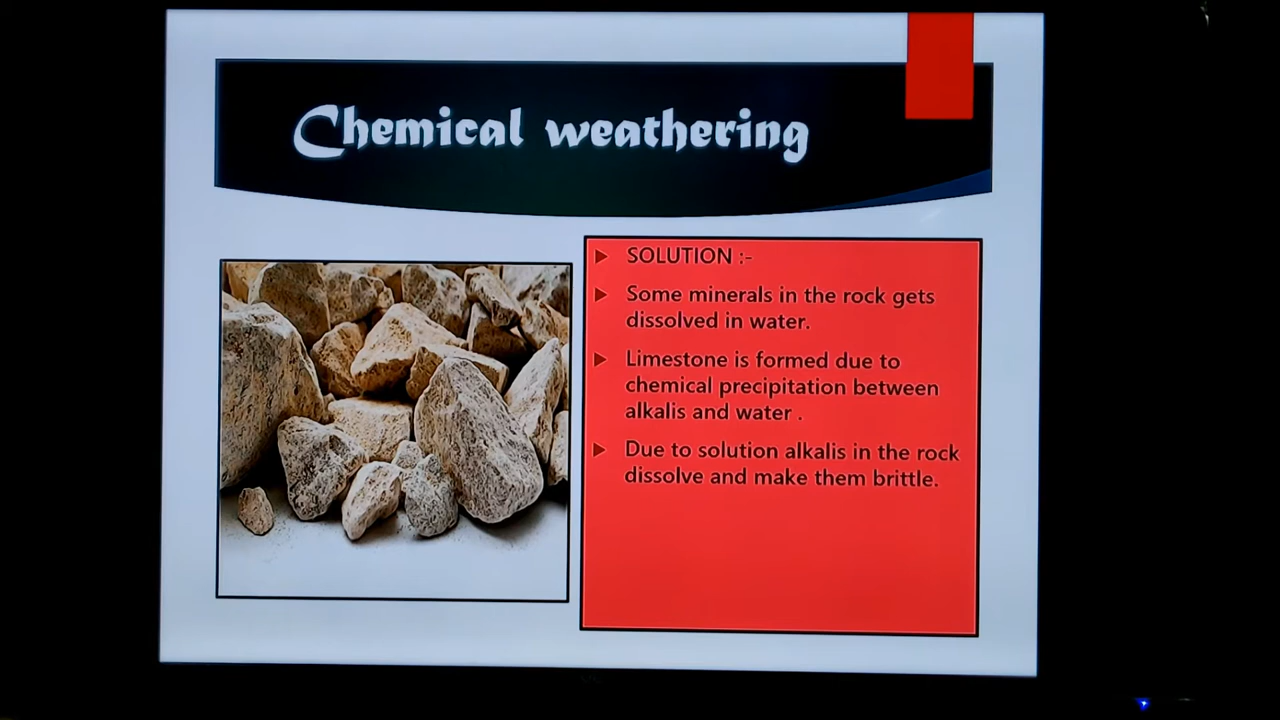 Chemical weathering
SOLUTION :-
Some minerals in the rock gets
dissolved in water.
Limestone is formed due to
chemical precipitation between
alkalis and water .
Due to solution alkalis in the rock
dissolve and make them brittle.